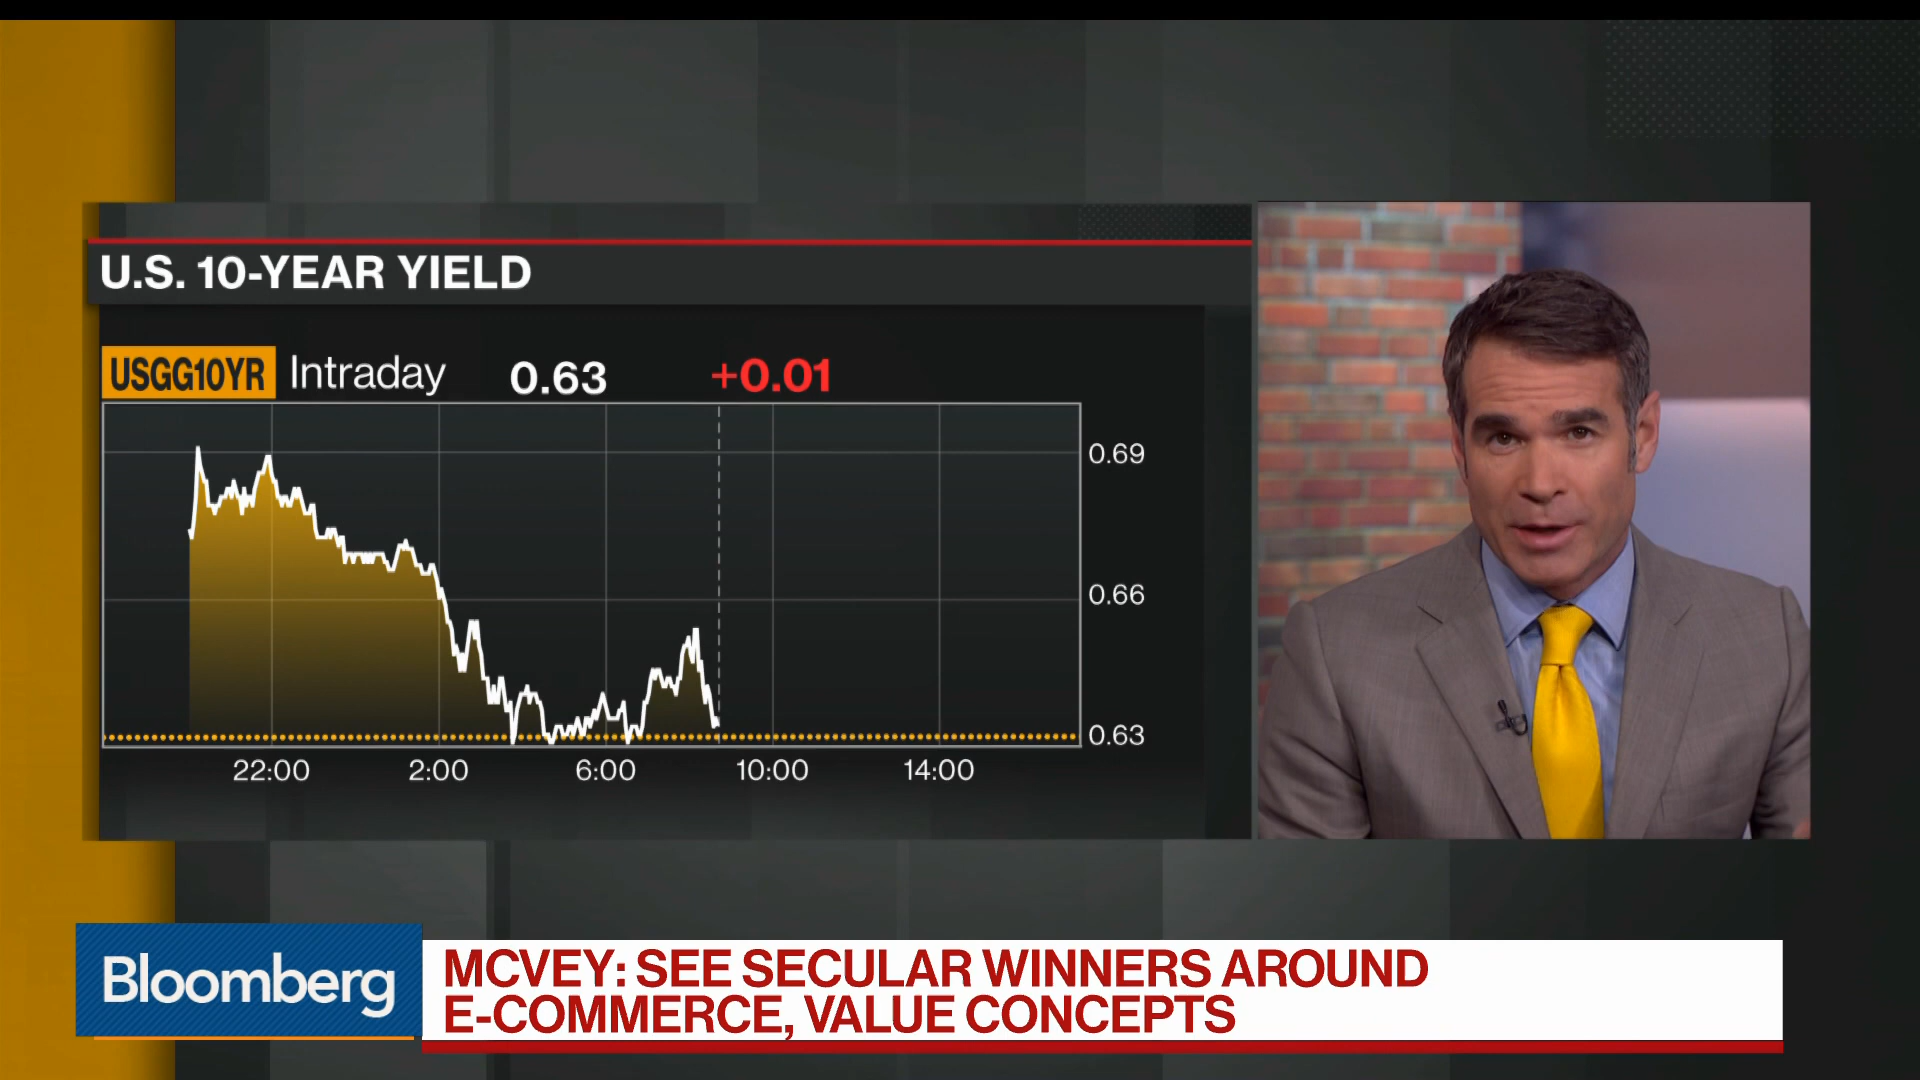 U.S. 10-YEAR YIELD
USGG10YR Intraday 0.63 +0.01
0.69
0.66
0.63
22:00 2:00 6:00 10:00 14:00
Bloomberg
MCVEY: SEE SECULAR WINNERS AROUND
E-COMMERCE, VALUE CONCEPTS